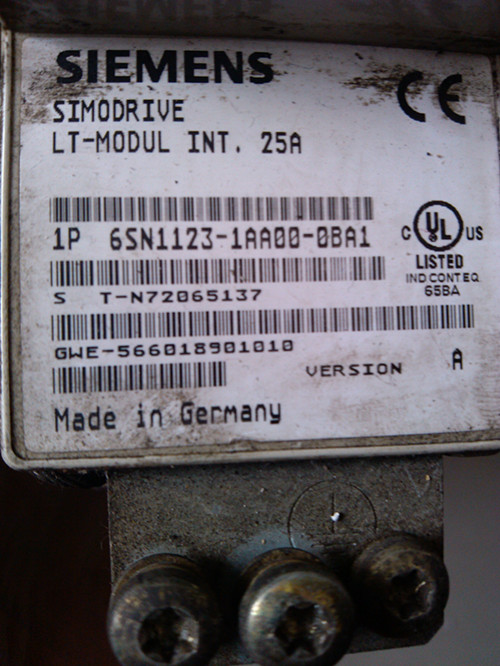 SIEMENS
CE
SIMODRIVE
LT-MODUL INT. 25A
1P 6SN1123-1AA00-0BA1
C UL US
LISTED
IND CONT EQ
65BA
S T-N72065137
GWE-566018901010
VERSION A
Made in Germany